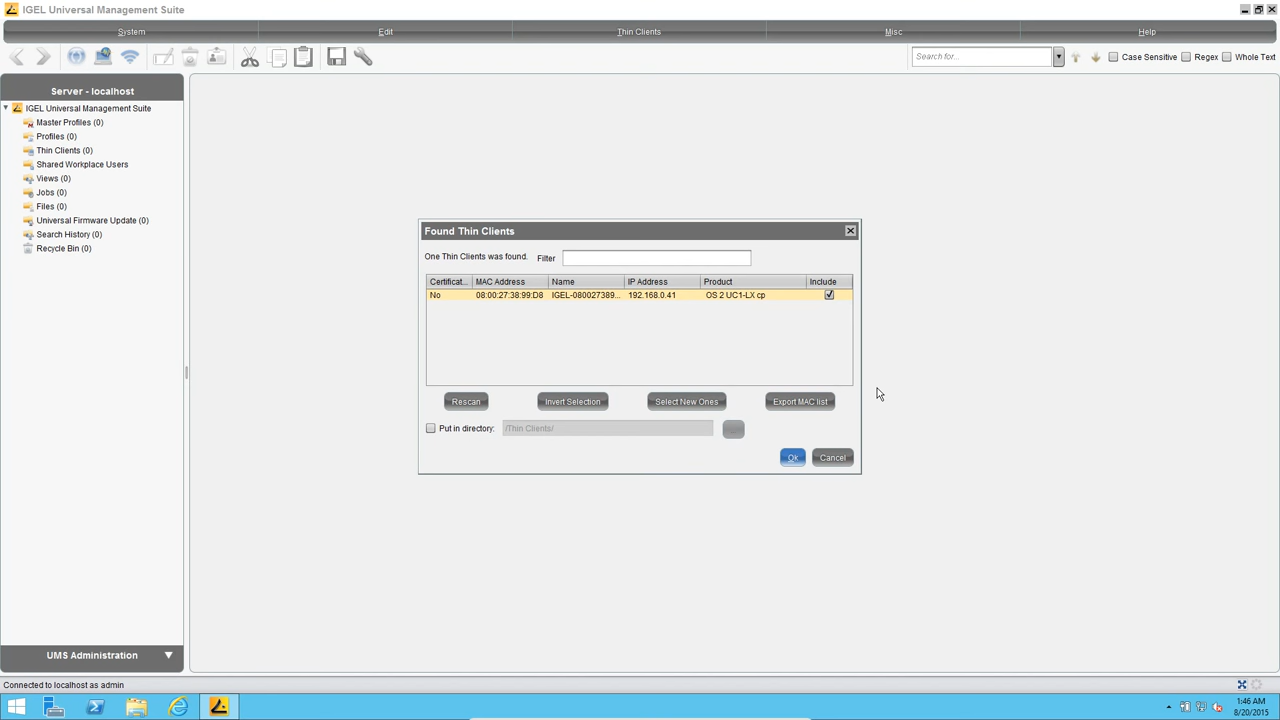 IGEL Universal Management Suite
System Edit Thin Clients Misc Help
Search for... Case Sensitive Regex Whole Text
Server - localhost
IGEL Universal Management Suite
Master Profiles (0)
Profiles (0)
Thin Clients (0)
Shared Workplace Users
Views (0)
Jobs (0)
Files (0)
Universal Firmware Update (0)
Search History (0)
Recycle Bin (0)
Found Thin Clients
One Thin Clients was found. Filter
Certificat... MAC Address Name IP Address Product Include
No 08:00:27:38:99:D8 IGEL-080027389... 192.168.0.41 OS 2 UC1-LX cp
Rescan Invert Selection Select New Ones Export MAC list
Put in directory: /Thin Clients/
Ok Cancel
UMS Administration
Connected to localhost as admin
1:46 AM
8/20/2015